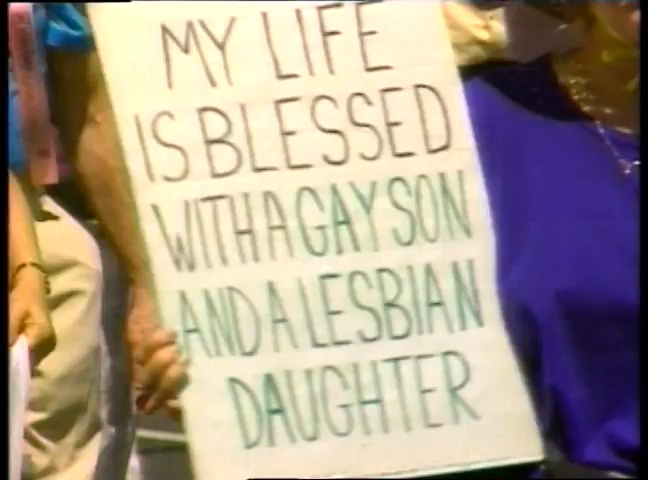 MY LIFE
IS BLESSED
WITH A GAY SON
AND A LESBIAN
DAUGHTER